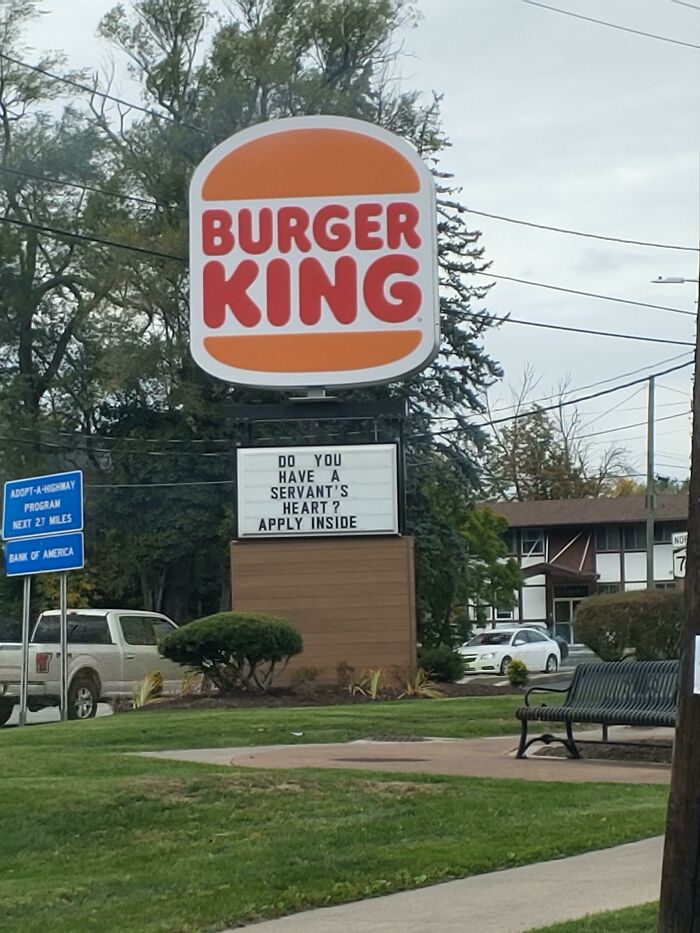 BURGER
KING
DO YOU
HAVE A
SERVANT'S
HEART?
APPLY INSIDE
ADOPT-A-HIGHWAY
PROGRAM
NEXT 2.7 MILES
BANK OF AMERICA